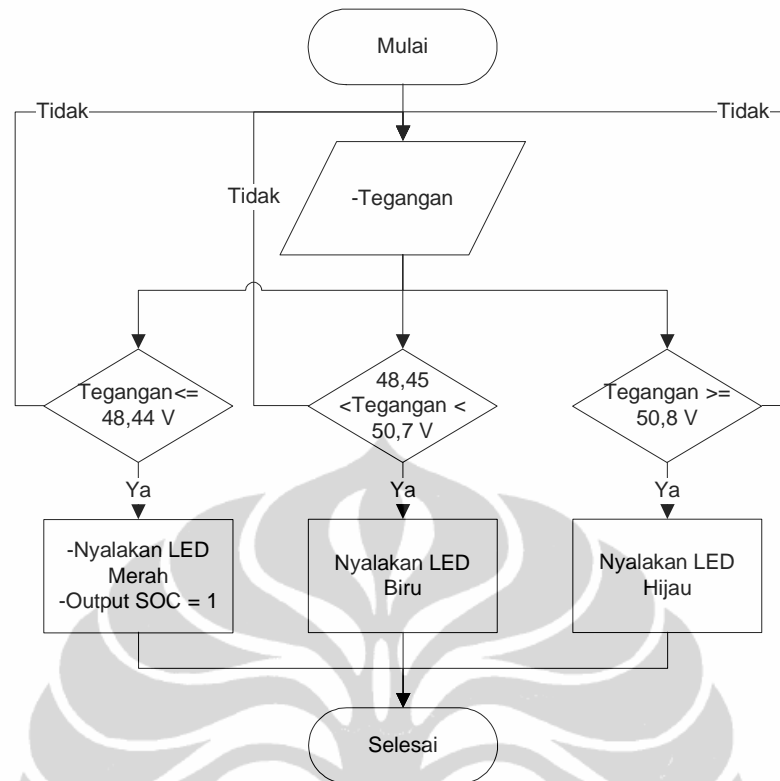 Mulai
Tidak
Tidak
Tidak
-Tegangan
Tegangan<=
48,44 V
48,45
<Tegangan <
50,7 V
Tegangan >=
50,8 V
Ya
Ya
Ya
-Nyalakan LED
Merah
-Output SOC = 1
Nyalakan LED
Biru
Nyalakan LED
Hijau
Selesai